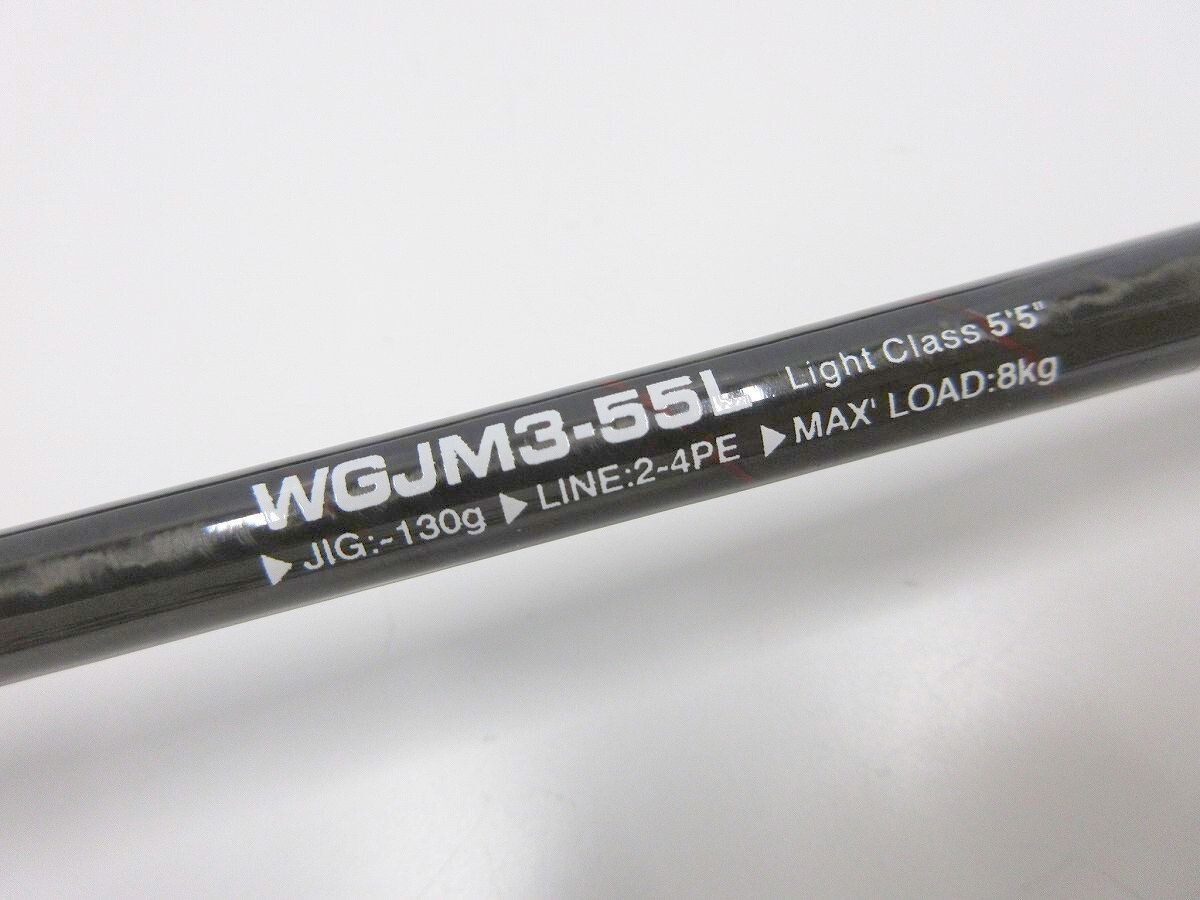 WGJM3-55L Light Class 5'5"
▶JIG:~130g ▶LINE:2-4PE ▶MAX' LOAD:8kg